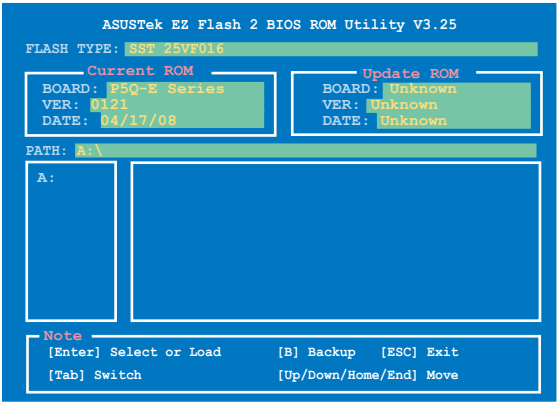 ASUSTek EZ Flash 2 BIOS ROM Utility V3.25
FLASH TYPE: SST 25VF016
Current ROM
BOARD: P5Q-E Series
VER: 0121
DATE: 04/17/08
Update ROM
BOARD: Unknown
VER: Unknown
DATE: Unknown
PATH: A:\
A:
Note
[Enter] Select or Load [B] Backup [ESC] Exit
[Tab] Switch [Up/Down/Home/End] Move